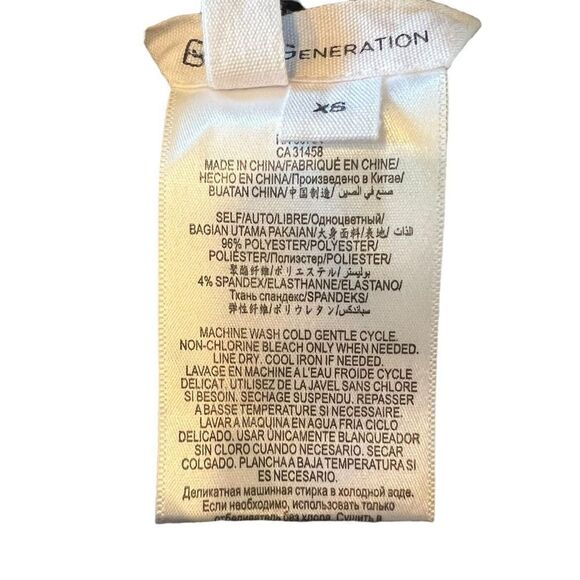 GENERATION
XS
CA 31458
MADE IN CHINA/FABRIQUÉ EN CHINE/
HECHO EN CHINA/Произведено в Китае/
BUATAN CHINA/中国制造/ صنع في الصين/
SELF/AUTO/LIBRE/Одноцветный/
BAGIAN UTAMA PAKAIAN/大身面料/表地/ الذات/
96% POLYESTER/POLYESTER/
POLIÉSTER/Полиэстер/POLIESTER/
聚酯纤维/ポリエステル/ بوليستر/
4% SPANDEX/ELASTHANNE/ELASTANO/
Ткань спандекс/SPANDEKS/
弹性纤维/ポリウレタン/ سباندكس/
MACHINE WASH COLD GENTLE CYCLE.
NON-CHLORINE BLEACH ONLY WHEN NEEDED.
LINE DRY. COOL IRON IF NEEDED.
LAVAGE EN MACHINE A L'EAU FROIDE CYCLE
DELICAT. UTILISEZ DE LA JAVEL SANS CHLORE
SI BESOIN. SECHAGE SUSPENDU. REPASSER
A BASSE TEMPERATURE SI NECESSAIRE.
LAVAR A MAQUINA EN AGUA FRIA CICLO
DELICADO. USAR ÚNICAMENTE BLANQUEADOR
SIN CLORO CUANDO NECESARIO. SECAR
COLGADO. PLANCHA A BAJA TEMPERATURA SI
ES NECESARIO.
Деликатная машинная стирка в холодной воде.
Если необходимо, использовать только
отбеливатель без хлора. Сушить в